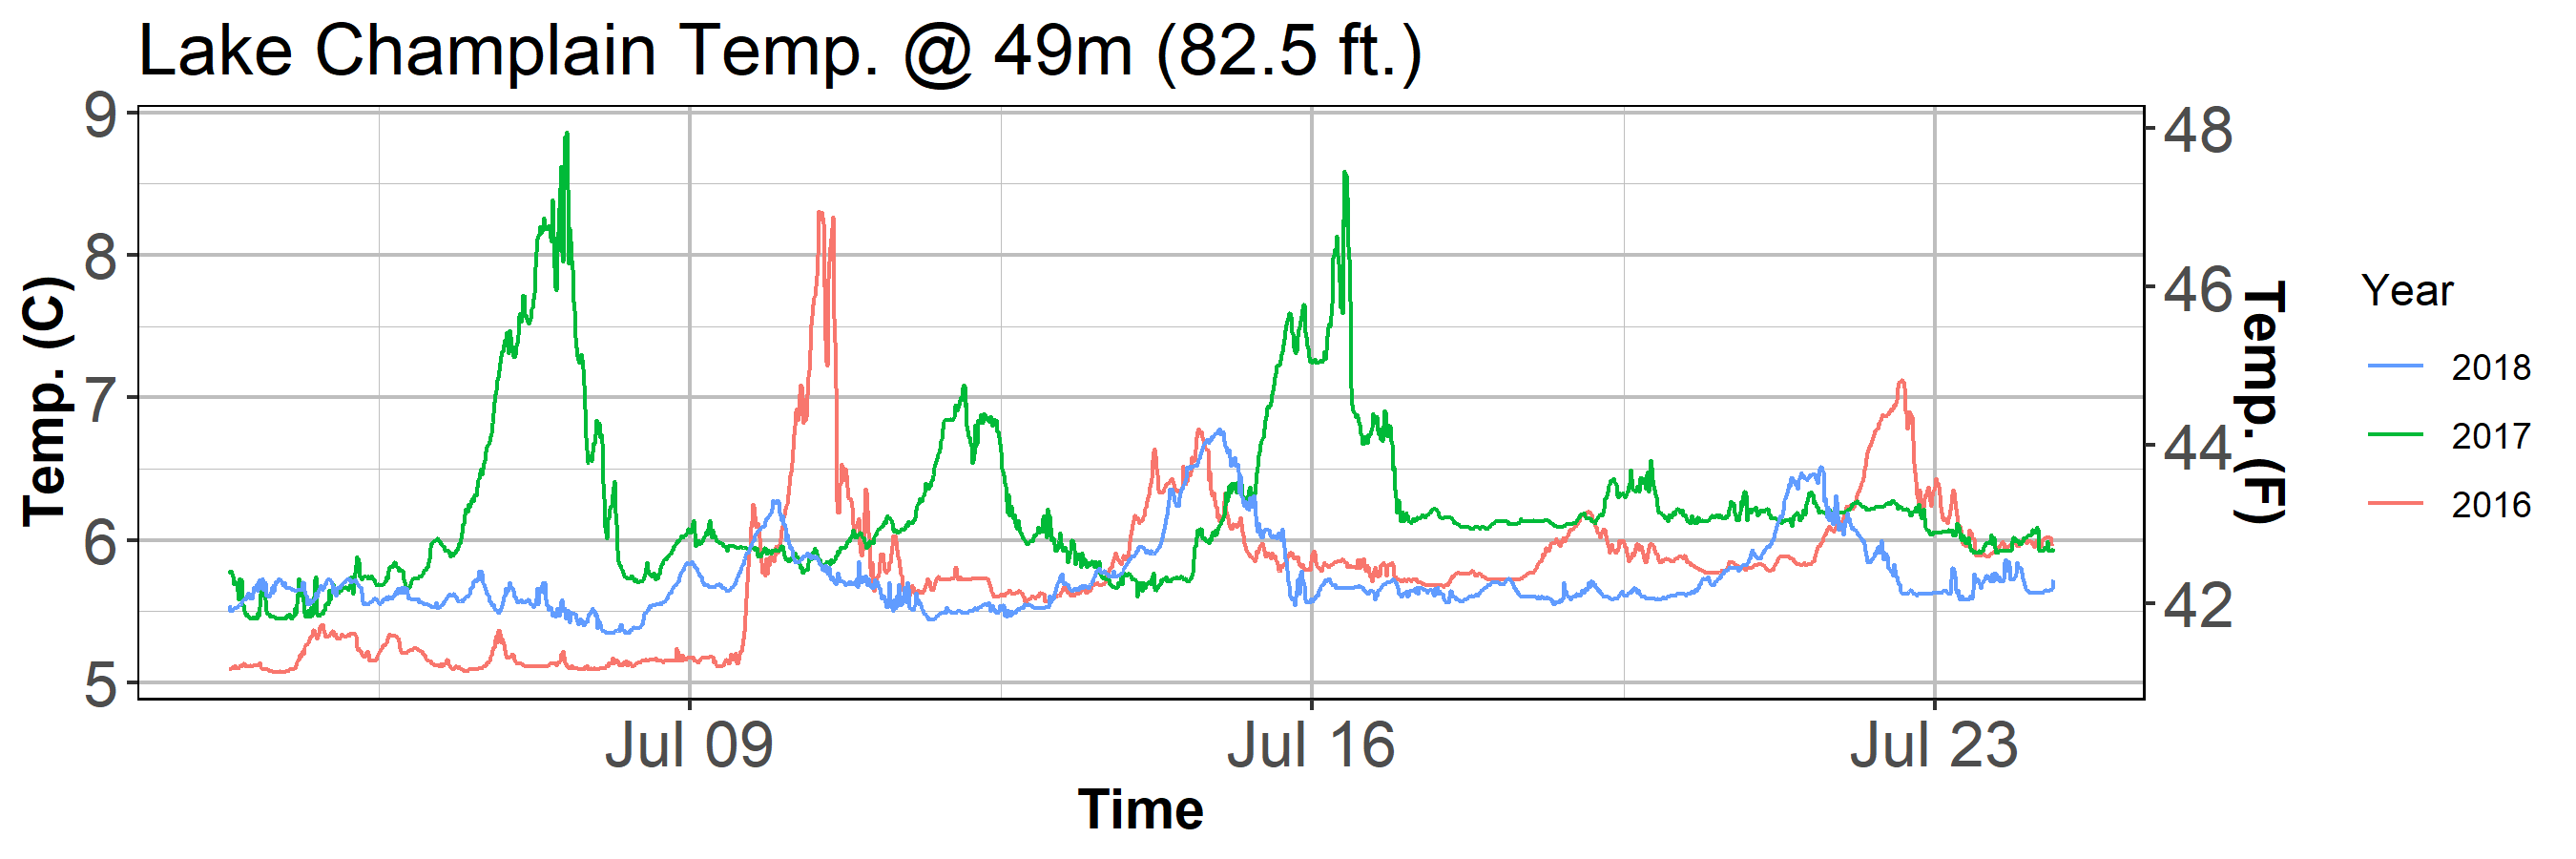 Lake Champlain Temp. @ 49m (82.5 ft.)
9
8
7
6
5
Temp. (C)
48
46
44
42
Temp. (F)
Jul 09
Jul 16
Jul 23
Time
Year
2018
2017
2016